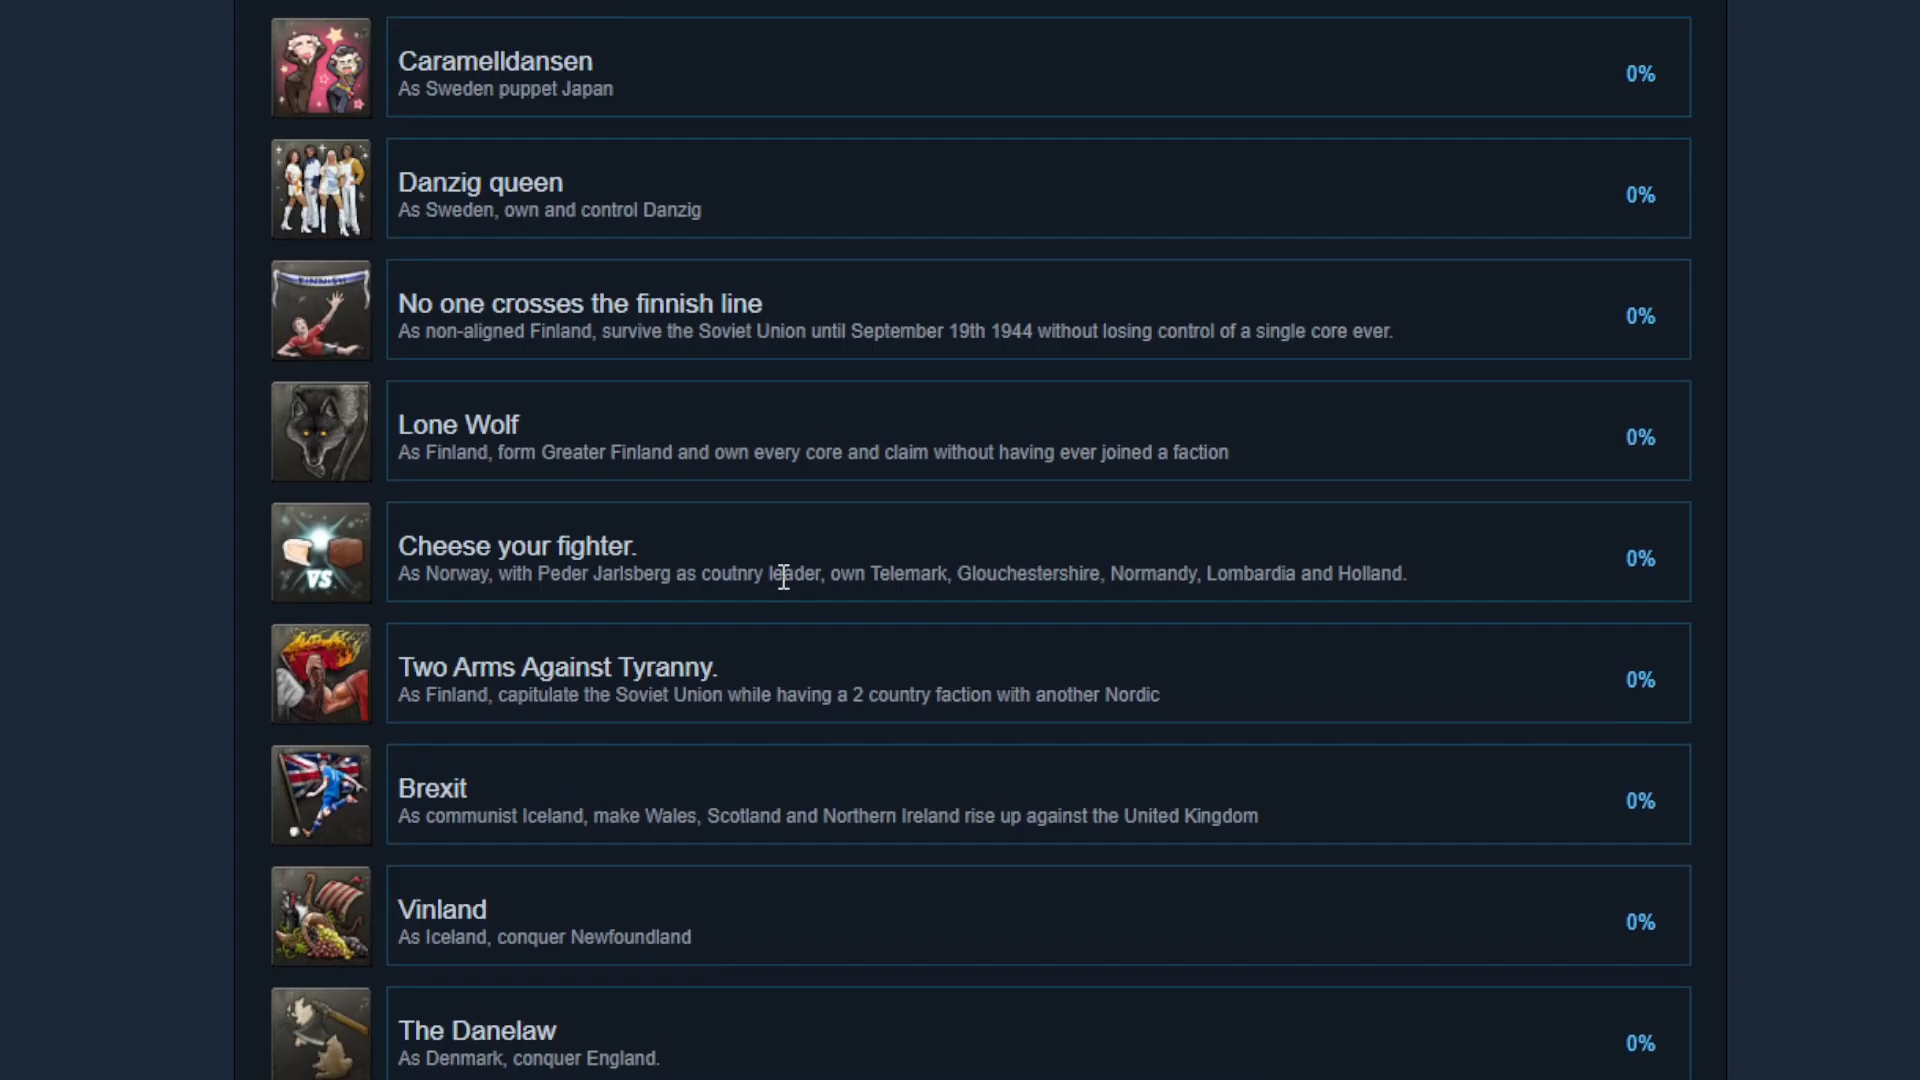 Caramelldansen
As Sweden puppet Japan
0%
Danzig queen
As Sweden, own and control Danzig
0%
FINNISH
No one crosses the finnish line
As non-aligned Finland, survive the Soviet Union until September 19th 1944 without losing control of a single core ever.
0%
Lone Wolf
As Finland, form Greater Finland and own every core and claim without having ever joined a faction
0%
VS
Cheese your fighter.
As Norway, with Peder Jarlsberg as coutnry leader, own Telemark, Glouchestershire, Normandy, Lombardia and Holland.
0%
Two Arms Against Tyranny.
As Finland, capitulate the Soviet Union while having a 2 country faction with another Nordic
0%
Brexit
As communist Iceland, make Wales, Scotland and Northern Ireland rise up against the United Kingdom
0%
Vinland
As Iceland, conquer Newfoundland
0%
The Danelaw
As Denmark, conquer England.
0%